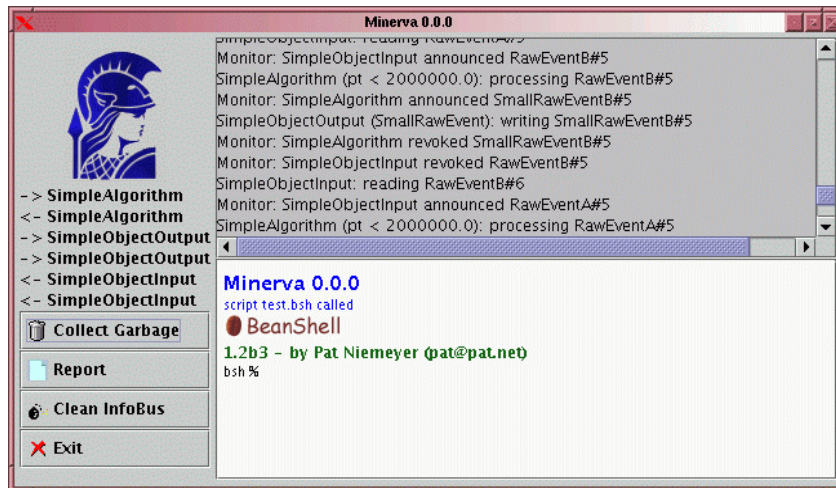 Minerva 0.0.0
SimpleObjectInput: reading RawEventA#5
Monitor: SimpleObjectInput announced RawEventB#5
SimpleAlgorithm (pt < 2000000.0): processing RawEventB#5
Monitor: SimpleAlgorithm announced SmallRawEventB#5
SimpleObjectOutput (SmallRawEvent): writing SmallRawEventB#5
Monitor: SimpleAlgorithm revoked SmallRawEventB#5
Monitor: SimpleObjectInput revoked RawEventB#5
SimpleObjectInput: reading RawEventB#6
Monitor: SimpleObjectInput announced RawEventA#5
SimpleAlgorithm (pt < 2000000.0): processing RawEventA#5
-> SimpleAlgorithm
<- SimpleAlgorithm
-> SimpleObjectOutput
-> SimpleObjectOutput
<- SimpleObjectInput
<- SimpleObjectInput
Collect Garbage
Report
Clean InfoBus
Exit
Minerva 0.0.0
script test.bsh called
BeanShell
1.2b3 - by Pat Niemeyer (pat@pat.net)
bsh %